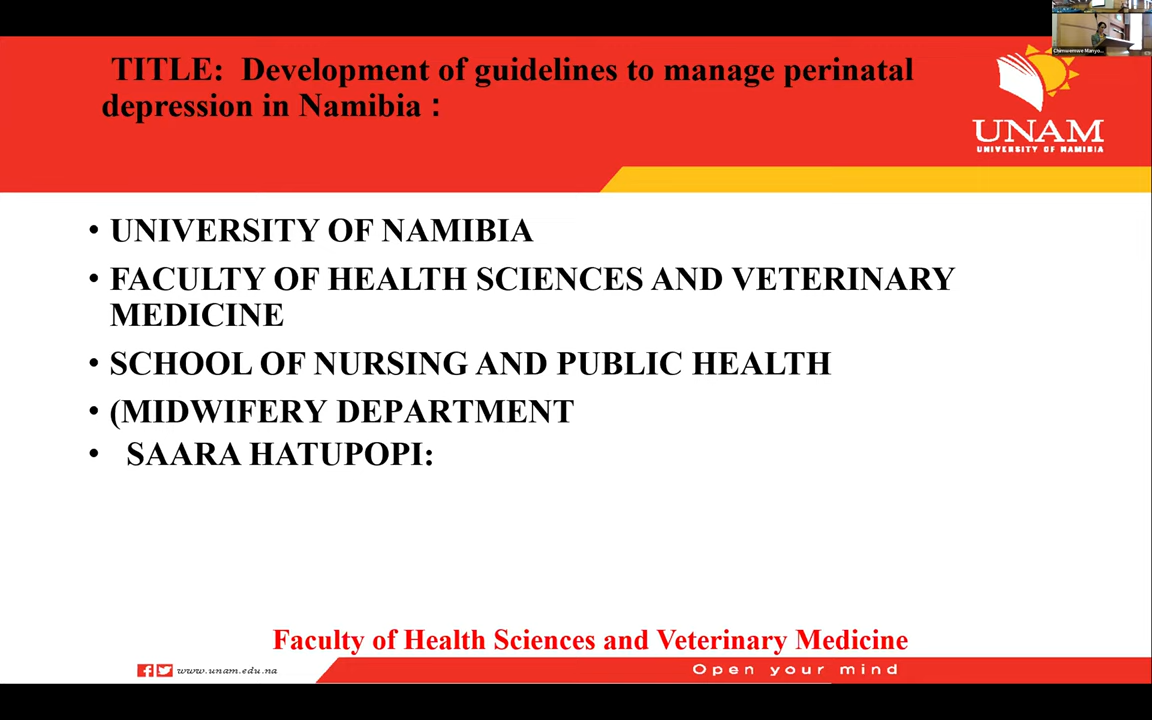 Chimwemwe Manyo...
TITLE: Development of guidelines to manage perinatal
depression in Namibia :
UNAM
UNIVERSITY OF NAMIBIA
• UNIVERSITY OF NAMIBIA
• FACULTY OF HEALTH SCIENCES AND VETERINARY
MEDICINE
• SCHOOL OF NURSING AND PUBLIC HEALTH
• (MIDWIFERY DEPARTMENT
• SAARA HATUPOPI:
Faculty of Health Sciences and Veterinary Medicine
www.unam.edu.na
Open your mind